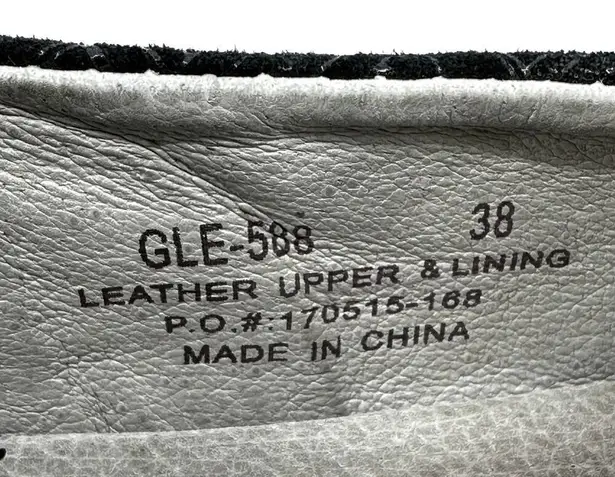 GLE-588 38
LEATHER UPPER & LINING
P.O.#:170515-168
MADE IN CHINA